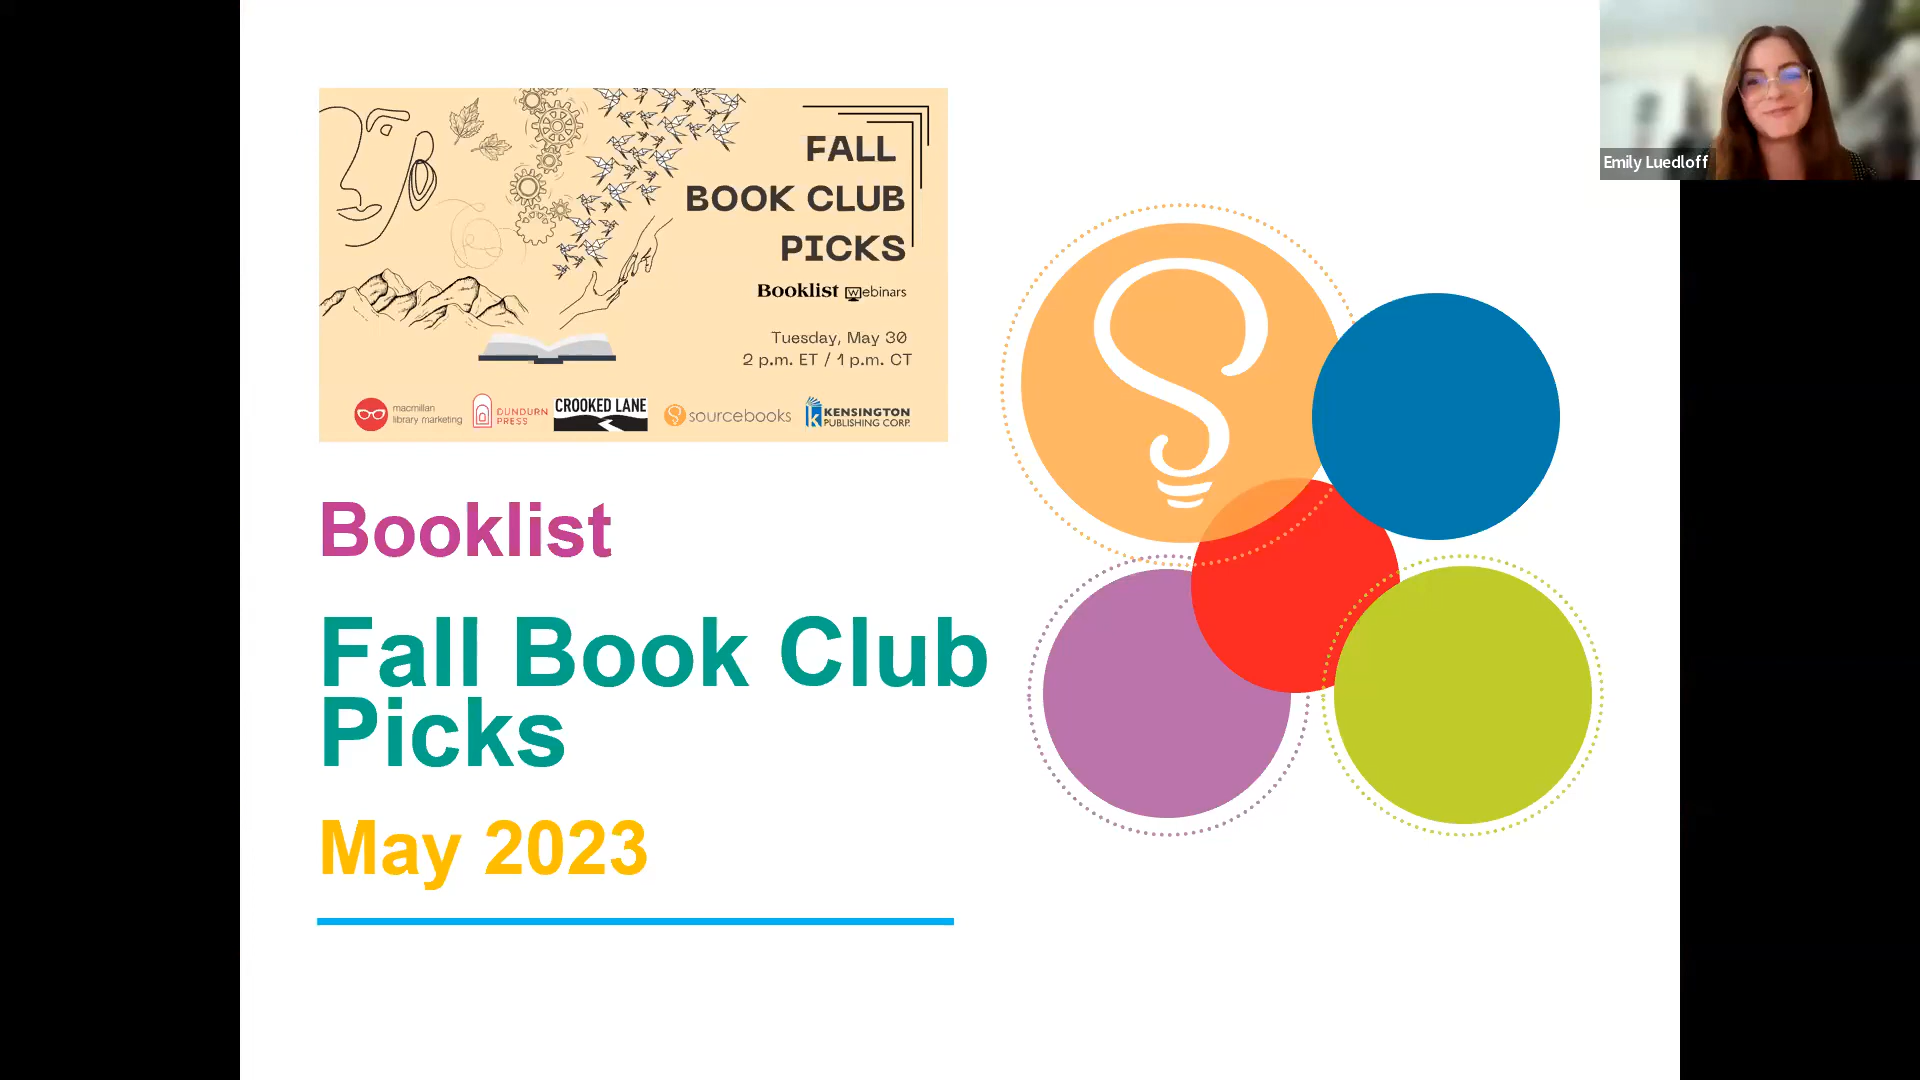 FALL
BOOK CLUB
PICKS
Booklist Webinars
Tuesday, May 30
2 p.m. ET / 1 p.m. CT
macmillan
library marketing
DUNDURN
PRESS
CROOKED LANE
sourcebooks
k KENSINGTON
PUBLISHING CORP.
Booklist
Fall Book Club
Picks
May 2023
Emily Luedloff